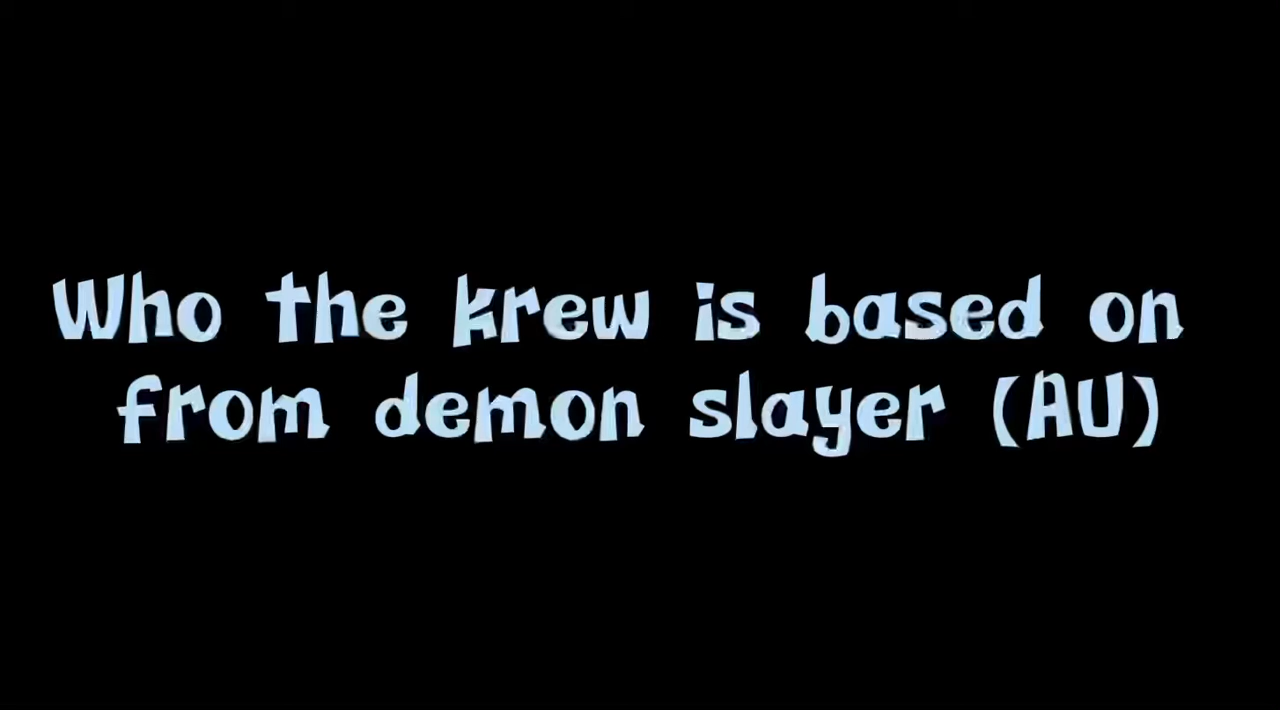 Who the krew is based on
from demon slayer (AU)